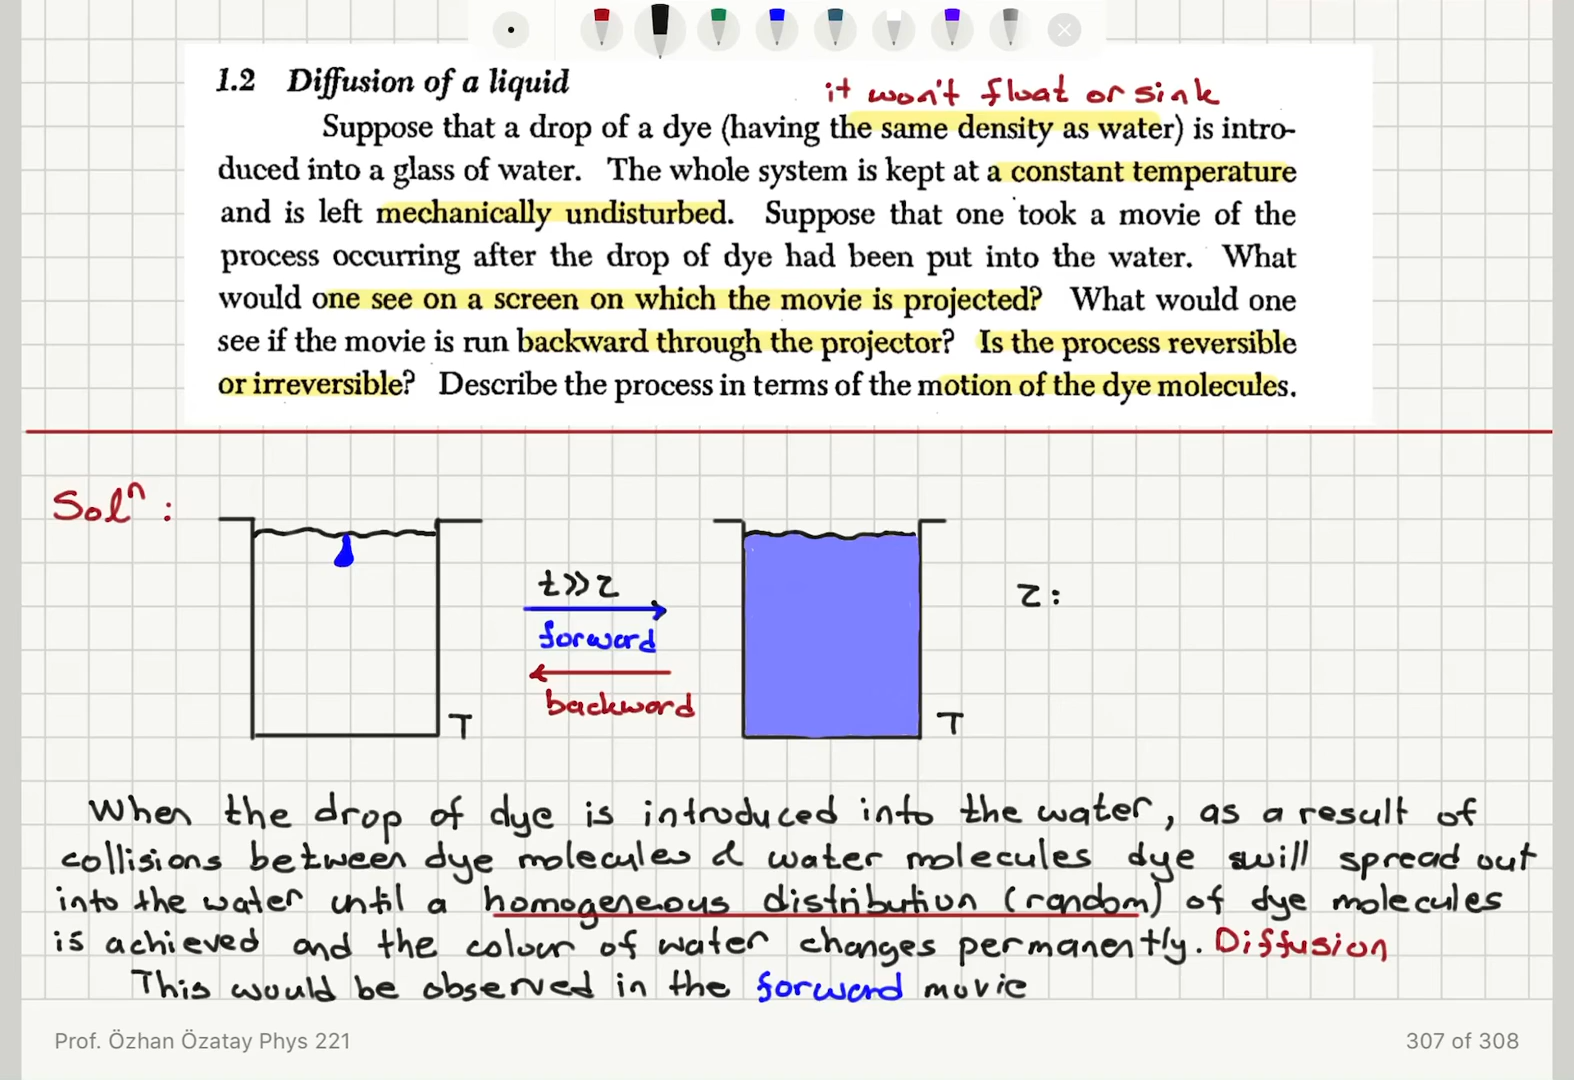 1.2 Diffusion of a liquid
it won't float or sink
Suppose that a drop of a dye (having the same density as water) is intro-
duced into a glass of water. The whole system is kept at a constant temperature
and is left mechanically undisturbed. Suppose that one took a movie of the
process occurring after the drop of dye had been put into the water. What
would one see on a screen on which the movie is projected? What would one
see if the movie is run backward through the projector? Is the process reversible
or irreversible? Describe the process in terms of the motion of the dye molecules.
Solⁿ :
t≫τ
forward
backward
T
T
τ:
When the drop of dye is introduced into the water, as a result of
collisions between dye molecules & water molecules dye will spread out
into the water until a homogeneous distribution (random) of dye molecules
is achieved and the colour of water changes permanently. Diffusion
This would be observed in the forward movie
Prof. Özhan Özatay Phys 221
307 of 308